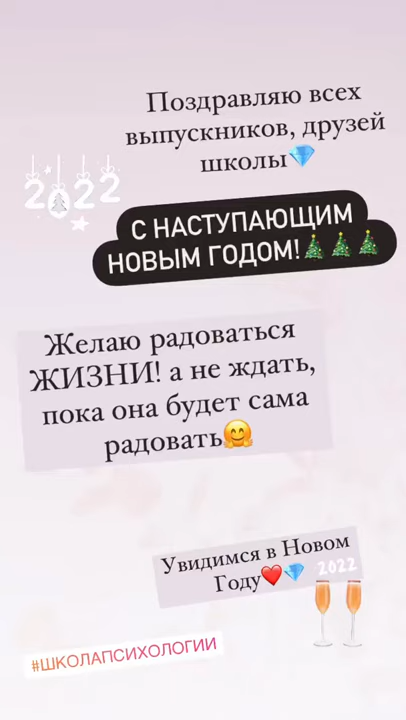 Поздравляю всех
выпускников, друзей
школы💎
2022
С НАСТУПАЮЩИМ
НОВЫМ ГОДОМ!🎄🎄🎄
Желаю радоваться
ЖИЗНИ! а не ждать,
пока она будет сама
радовать🤗
Увидимся в Новом
Году❤️💎
2022
#ШКОЛАПСИХОЛОГИИ